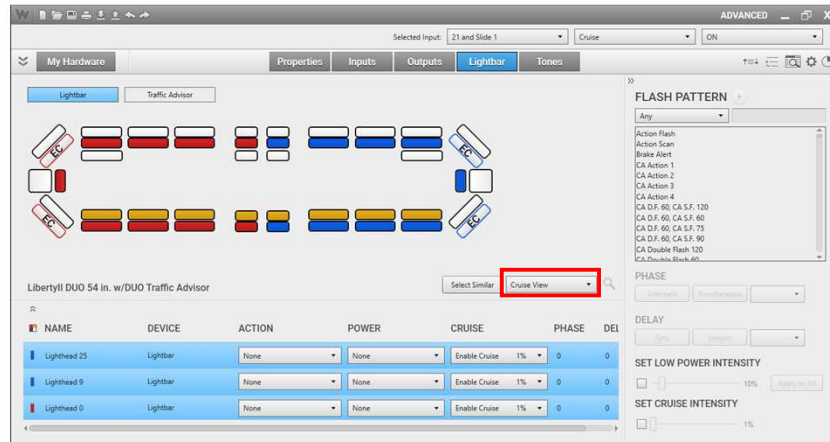 W ADVANCED X
Selected Input: 21 and Slide 1 Cruise ON
My Hardware Properties Inputs Outputs Lightbar Tones
Lightbar Traffic Advisor
EC EC
EC EC
LibertyII DUO 54 in. w/DUO Traffic Advisor Select Similar Cruise View
NAME DEVICE ACTION POWER CRUISE PHASE DEL
Lighthead 25 Lightbar None None Enable Cruise 1% 0 0
Lighthead 9 Lightbar None None Enable Cruise 1% 0 0
Lighthead 0 Lightbar None None Enable Cruise 1% 0 0
FLASH PATTERN
Any
Action Flash
Action Scan
Brake Alert
CA Action 1
CA Action 2
CA Action 3
CA Action 4
CA D.F. 60, CA S.F. 120
CA D.F. 60, CA S.F. 60
CA D.F. 60, CA S.F. 75
CA D.F. 60, CA S.F. 90
CA Double Flash 120
CA Double Flash 60
PHASE
Alternate Simultaneous
DELAY
Sync
SET LOW POWER INTENSITY
10% Apply to All
SET CRUISE INTENSITY
1%